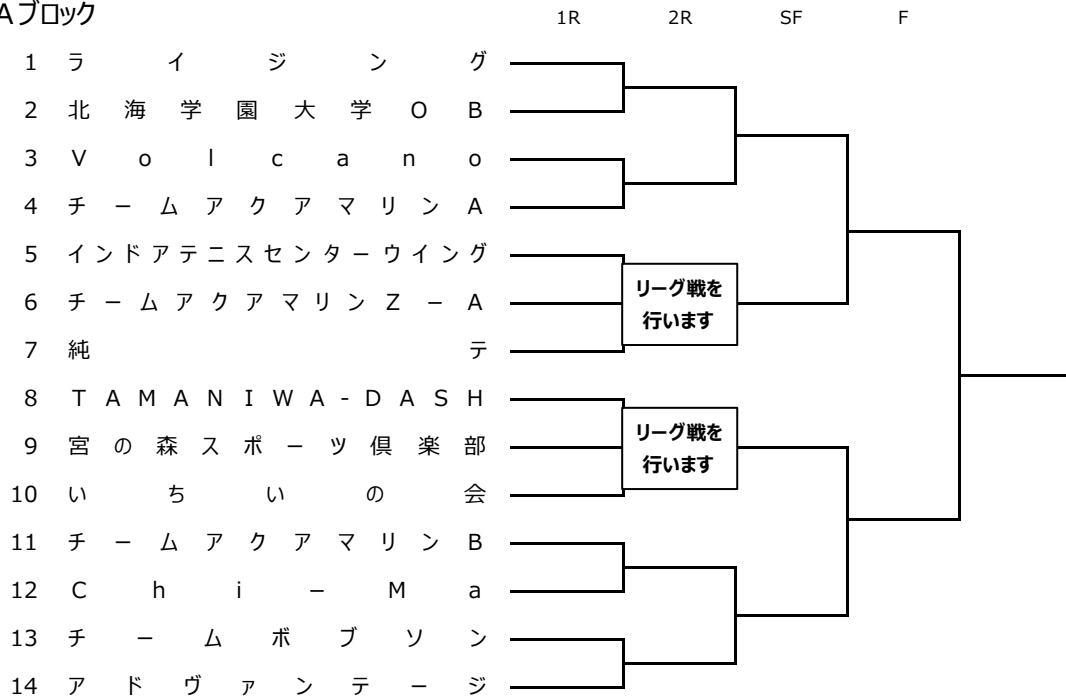 Aブロック 1R 2R SF F
1 ライジング
2 北海学園大学OB
3 Volcano
4 チームアクアマリンA
5 インドアテニスセンターウイング
6 チームアクアマリンZ-A
7 純テ
リーグ戦を
行います
8 TAMANIWA-DASH
9 宮の森スポーツ倶楽部
10 いちいの会
リーグ戦を
行います
11 チームアクアマリンB
12 Chi-Ma
13 チームボブソン
14 アドヴァンテージ